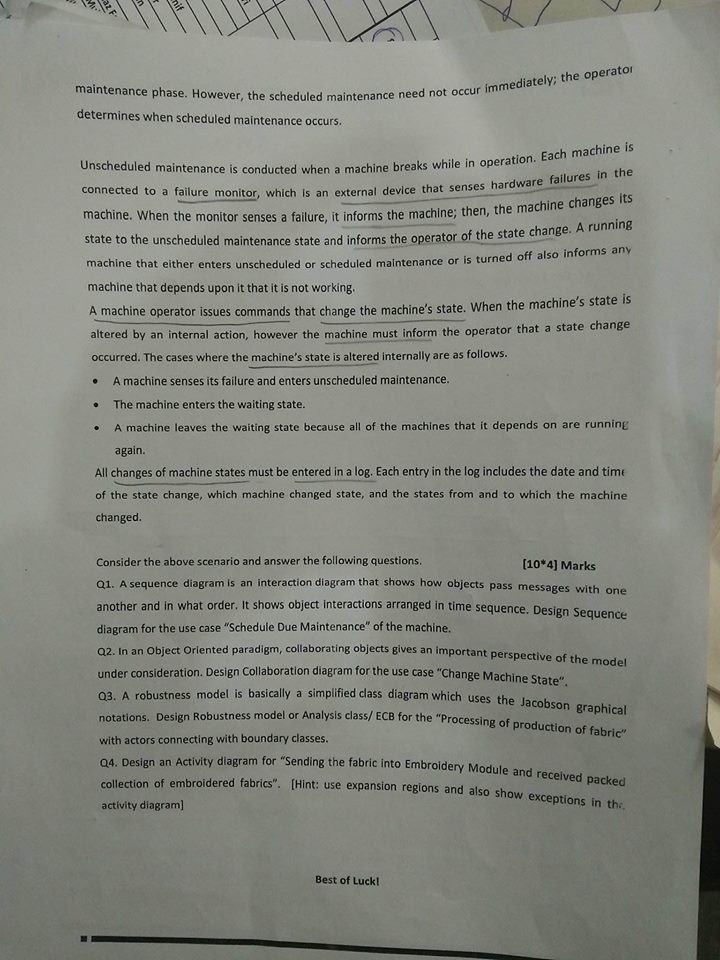 maintenance phase. However, the scheduled maintenance need not occur immediately; the operator
determines when scheduled maintenance occurs.
Unscheduled maintenance is conducted when a machine breaks while in operation. Each machine is
connected to a failure monitor, which is an external device that senses hardware failures in the
machine. When the monitor senses a failure, it informs the machine; then, the machine changes its
state to the unscheduled maintenance state and informs the operator of the state change. A running
machine that either enters unscheduled or scheduled maintenance or is turned off also informs any
machine that depends upon it that it is not working.
A machine operator issues commands that change the machine's state. When the machine's state is
altered by an internal action, however the machine must inform the operator that a state change
occurred. The cases where the machine's state is altered internally are as follows.
• A machine senses its failure and enters unscheduled maintenance.
• The machine enters the waiting state.
• A machine leaves the waiting state because all of the machines that it depends on are running
again.
All changes of machine states must be entered in a log. Each entry in the log includes the date and time
of the state change, which machine changed state, and the states from and to which the machine
changed.
Consider the above scenario and answer the following questions. [10*4] Marks
Q1. A sequence diagram is an interaction diagram that shows how objects pass messages with one
another and in what order. It shows object interactions arranged in time sequence. Design Sequence
diagram for the use case "Schedule Due Maintenance" of the machine.
Q2. In an Object Oriented paradigm, collaborating objects gives an important perspective of the model
under consideration. Design Collaboration diagram for the use case "Change Machine State".
Q3. A robustness model is basically a simplified class diagram which uses the Jacobson graphical
notations. Design Robustness model or Analysis class/ ECB for the "Processing of production of fabric"
with actors connecting with boundary classes.
Q4. Design an Activity diagram for "Sending the fabric into Embroidery Module and received packed
collection of embroidered fabrics". [Hint: use expansion regions and also show exceptions in the
activity diagram]
Best of Luck!